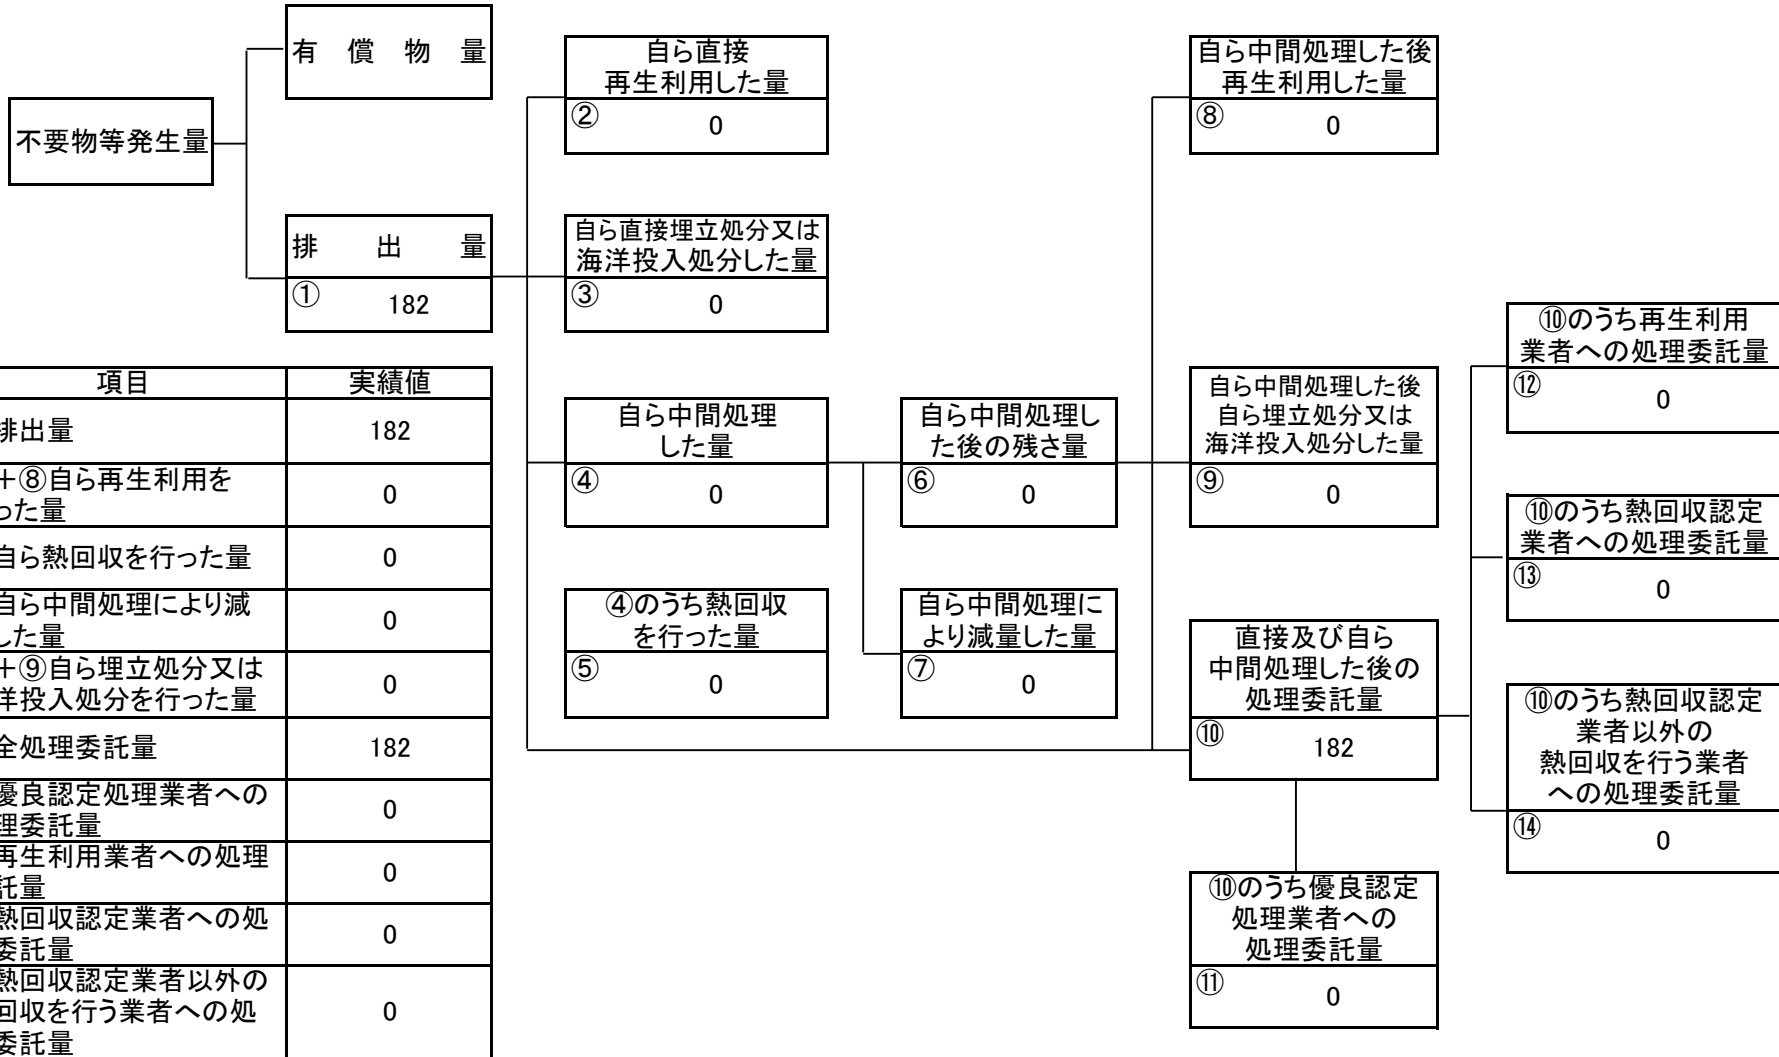 有償物量
不要物等発生量
排出量
① 182
自ら直接
再生利用した量
② 0
自ら直接埋立処分又は
海洋投入処分した量
③ 0
自ら中間処理
した量
④ 0
④のうち熱回収
を行った量
⑤ 0
自ら中間処理し
た後の残さ量
⑥ 0
自ら中間処理に
より減量した量
⑦ 0
自ら中間処理した後
再生利用した量
⑧ 0
自ら中間処理した後
自ら埋立処分又は
海洋投入処分した量
⑨ 0
直接及び自ら
中間処理した後の
処理委託量
⑩ 182
⑩のうち優良認定
処理業者への
処理委託量
⑪ 0
⑩のうち再生利用
業者への処理委託量
⑫ 0
⑩のうち熱回収認定
業者への処理委託量
⑬ 0
⑩のうち熱回収認定
業者以外の
熱回収を行う業者
への処理委託量
⑭ 0
項目 実績値
排出量 182
+⑧自ら再生利用を
った量 0
自ら熱回収を行った量 0
自ら中間処理により減
した量 0
+⑨自ら埋立処分又は
洋投入処分を行った量 0
全処理委託量 182
優良認定処理業者への
理委託量 0
再生利用業者への処理
託量 0
熱回収認定業者への処
委託量 0
熱回収認定業者以外の
回収を行う業者への処
委託量 0